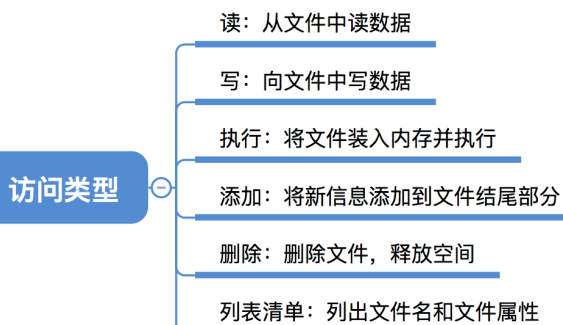 读：从文件中读数据
写：向文件中写数据
执行：将文件装入内存并执行
访问类型
添加：将新信息添加到文件结尾部分
删除：删除文件，释放空间
列表清单：列出文件名和文件属性